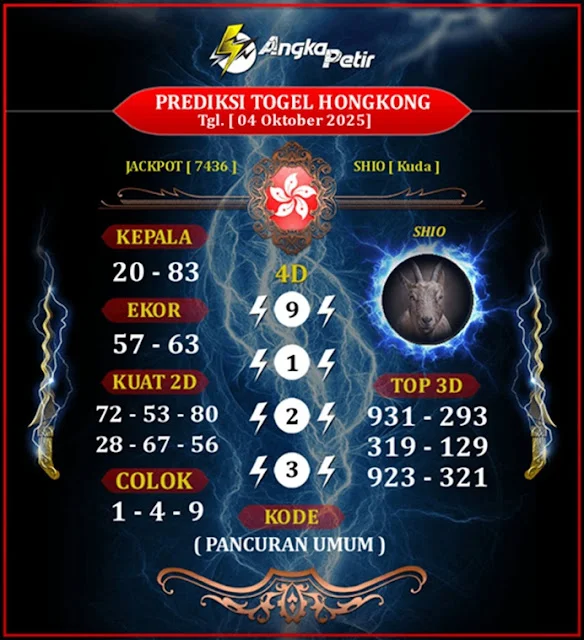 AngkaPetir
PREDIKSI TOGEL HONGKONG
Tgl. [ 04 Oktober 2025]
JACKPOT [ 7436 ]
SHIO [ Kuda ]
KEPALA
20 - 83
EKOR
57 - 63
KUAT 2D
72 - 53 - 80
28 - 67 - 56
COLOK
1 - 4 - 9
4D
9
1
2
3
SHIO
TOP 3D
931 - 293
319 - 129
923 - 321
KODE
( PANCURAN UMUM )